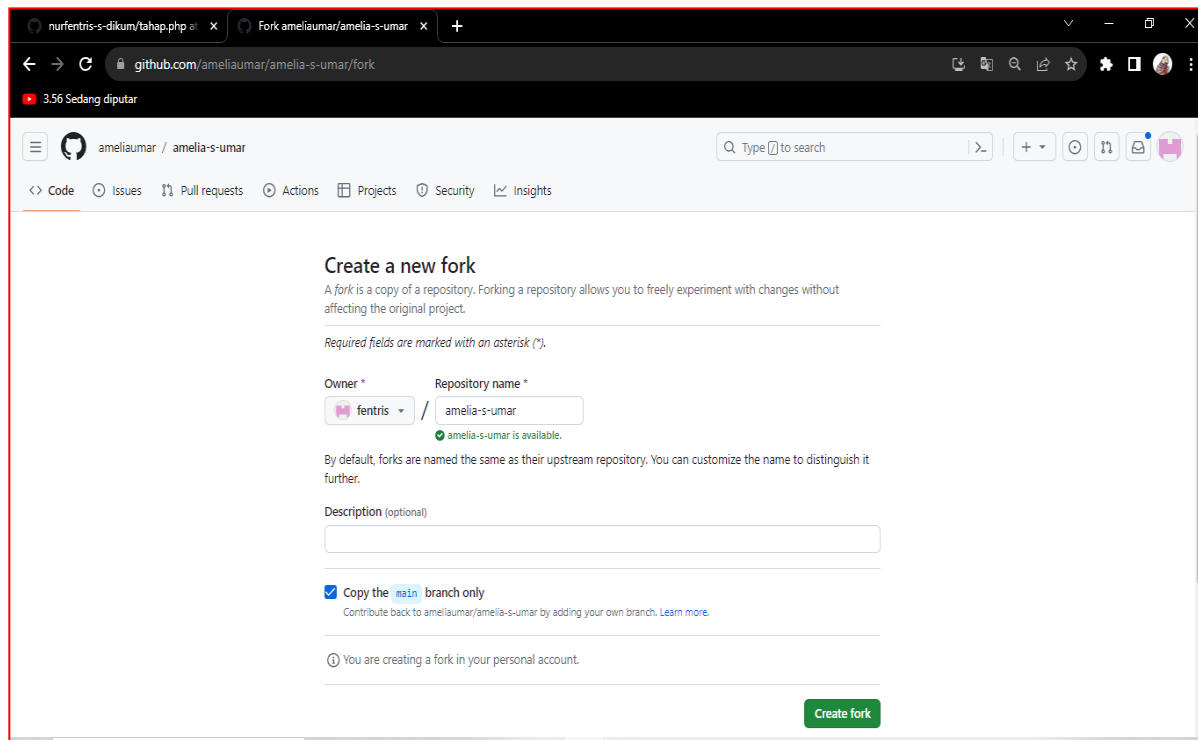 nurfentris-s-dikum/tahap.php at
Fork ameliaumar/amelia-s-umar
github.com/ameliaumar/amelia-s-umar/fork
3.56 Sedang diputar
ameliaumar / amelia-s-umar
Type / to search
Code
Issues
Pull requests
Actions
Projects
Security
Insights
Create a new fork
A fork is a copy of a repository. Forking a repository allows you to freely experiment with changes without
affecting the original project.
Required fields are marked with an asterisk (*).
Owner * Repository name *
fentris / amelia-s-umar
amelia-s-umar is available.
By default, forks are named the same as their upstream repository. You can customize the name to distinguish it
further.
Description (optional)
Copy the main branch only
Contribute back to ameliaumar/amelia-s-umar by adding your own branch. Learn more.
You are creating a fork in your personal account.
Create fork